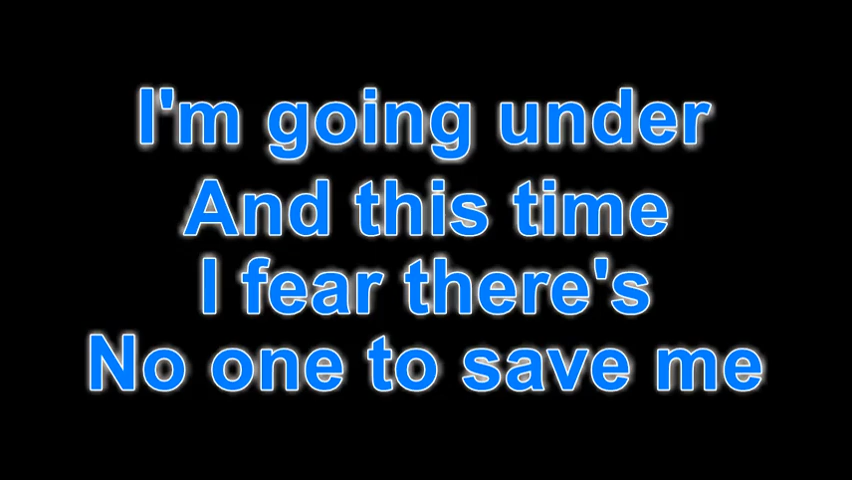 I'm going under
And this time
I fear there's
No one to save me